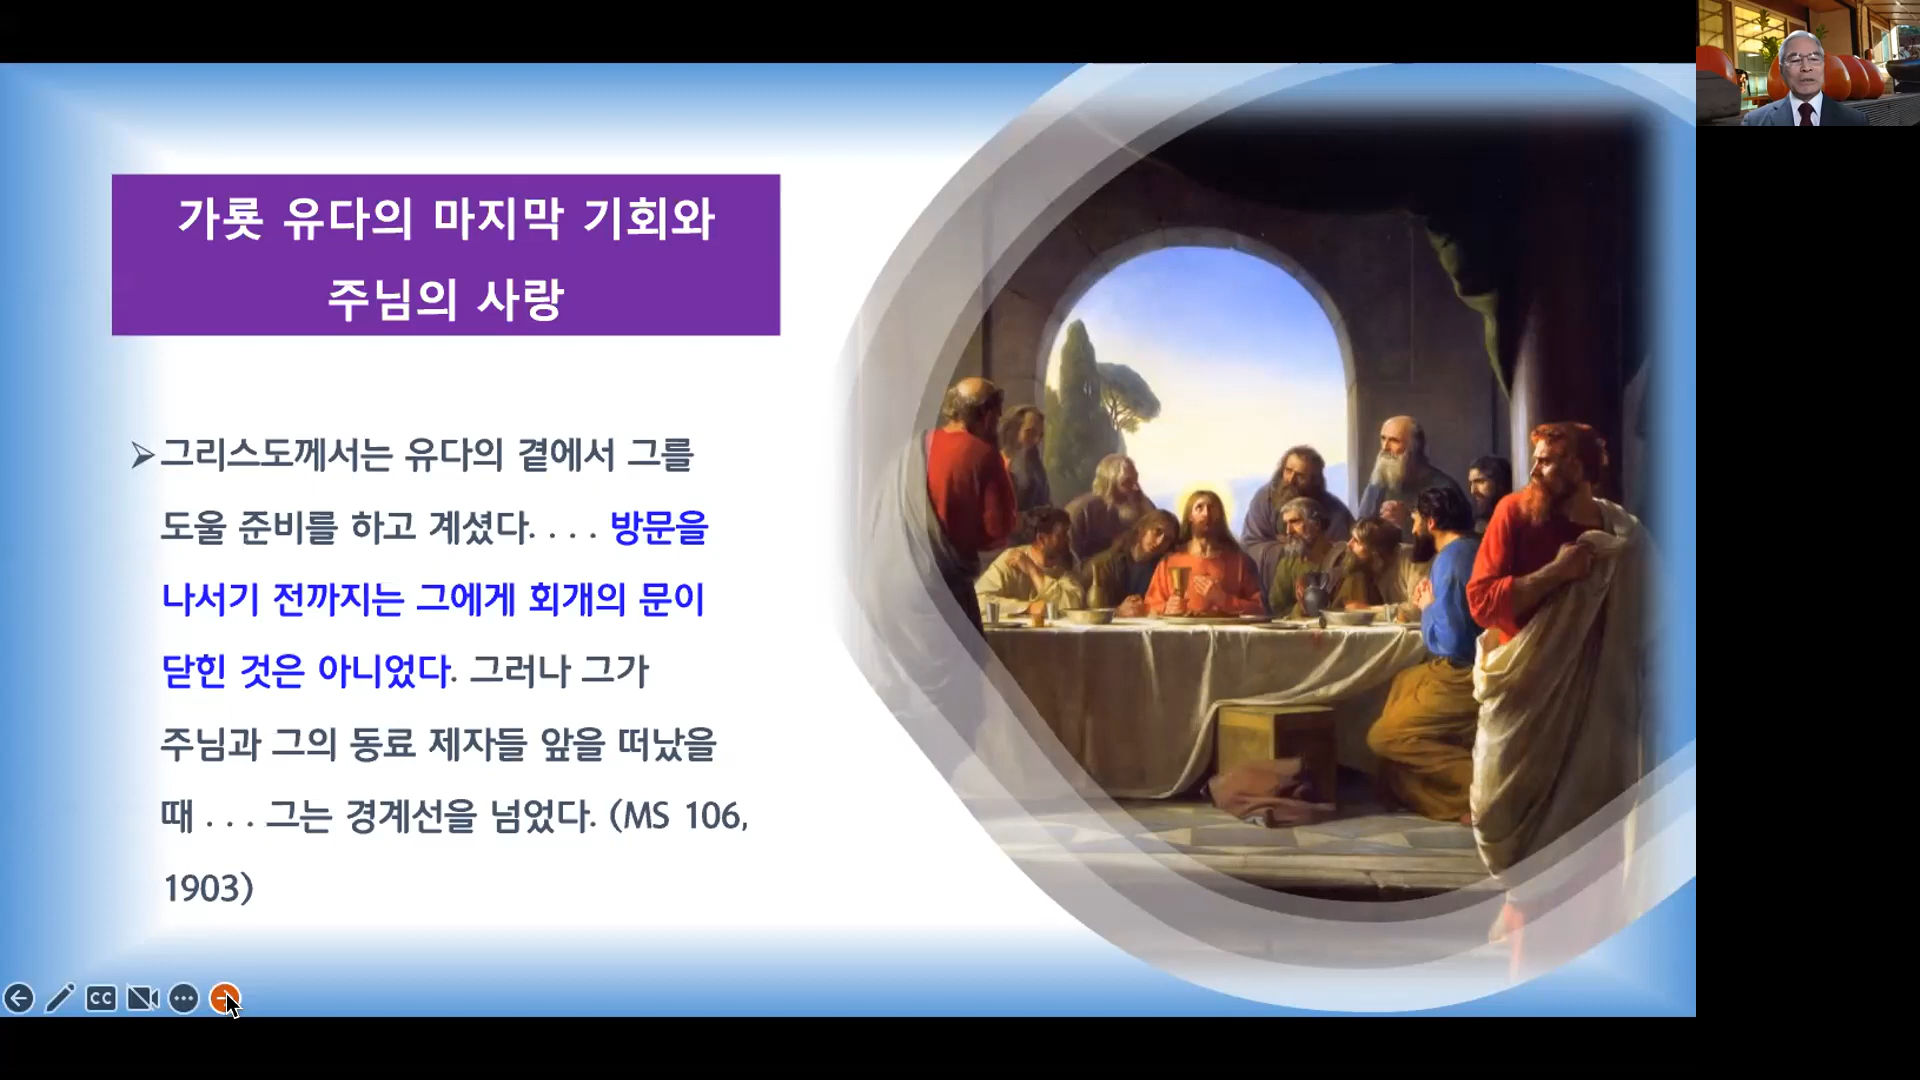 가룟 유다의 마지막 기회와
주님의 사랑
➢그리스도께서는 유다의 곁에서 그를
도울 준비를 하고 계셨다. . . . 방문을
나서기 전까지는 그에게 회개의 문이
닫힌 것은 아니었다. 그러나 그가
주님과 그의 동료 제자들 앞을 떠났을
때 . . . 그는 경계선을 넘었다. (MS 106,
1903)
CC